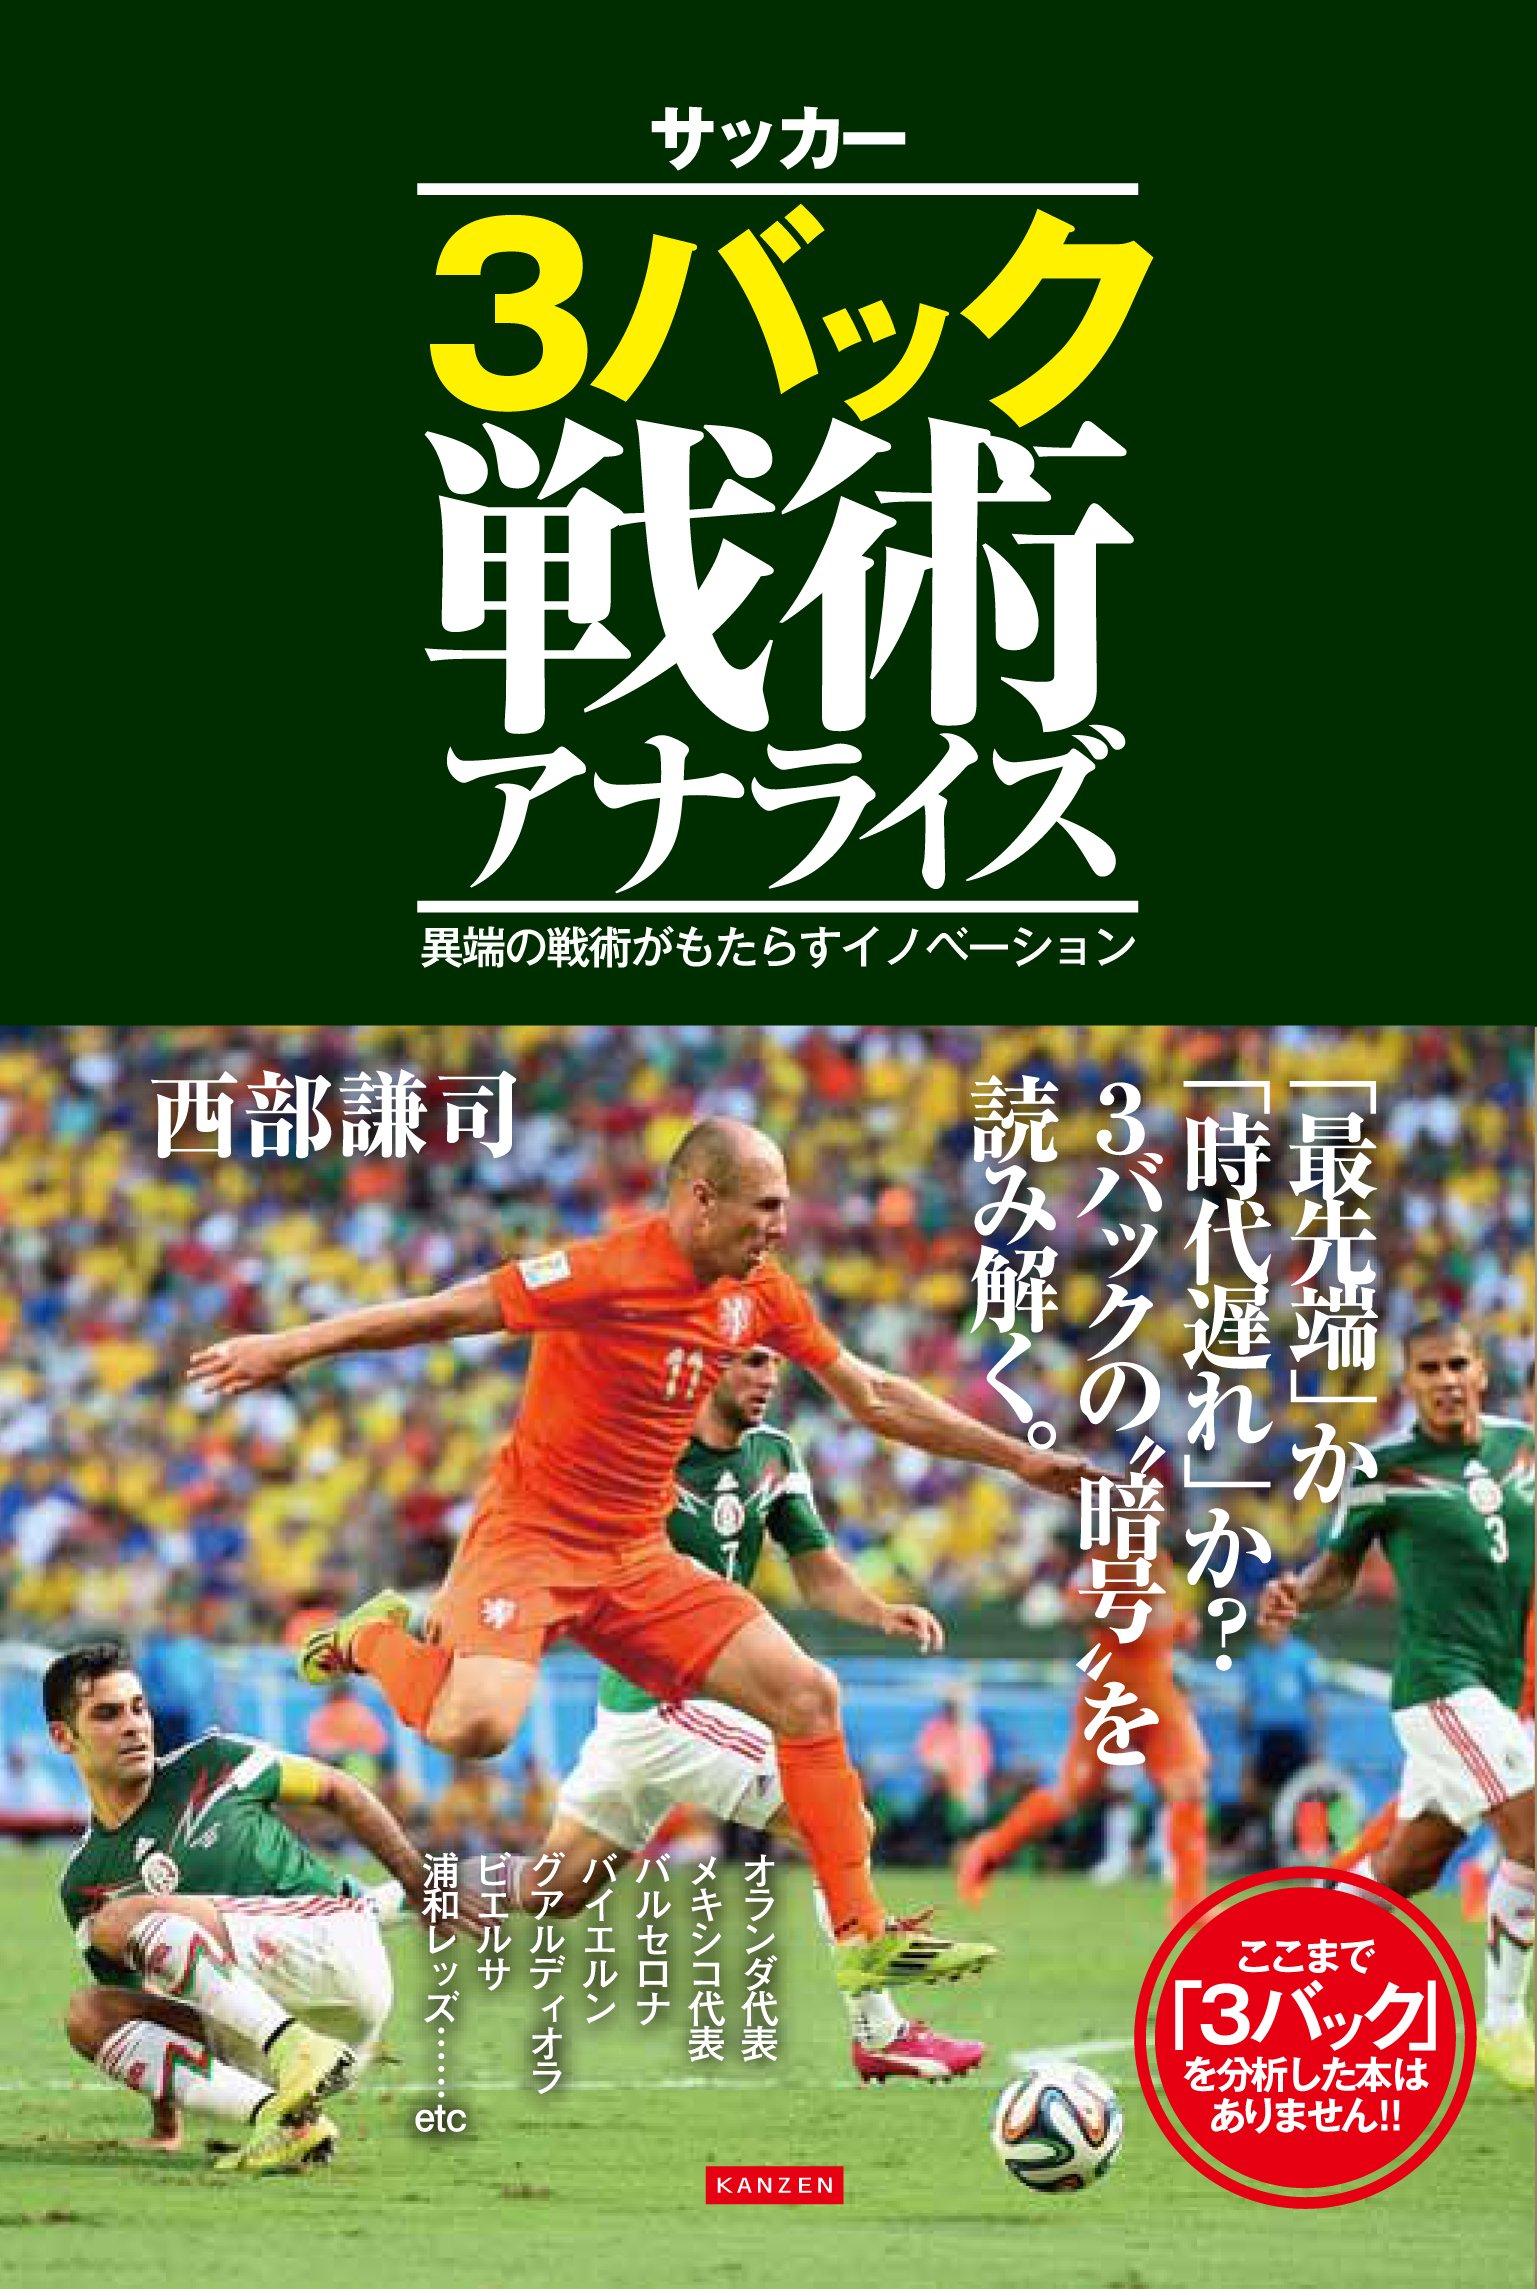 サッカー
3バック
戦術
アナライズ
異端の戦術がもたらすイノベーション
西部謙司
「最先端」か
「時代遅れ」か?
3バックの〝暗号〟を
読み解く。
11
7
3
オランダ代表
メキシコ代表
バルセロナ
バイエルン
グアルディオラ
ビエルサ
浦和レッズ……etc
ここまで
「3バック」
を分析した本は
ありません!!
KANZEN